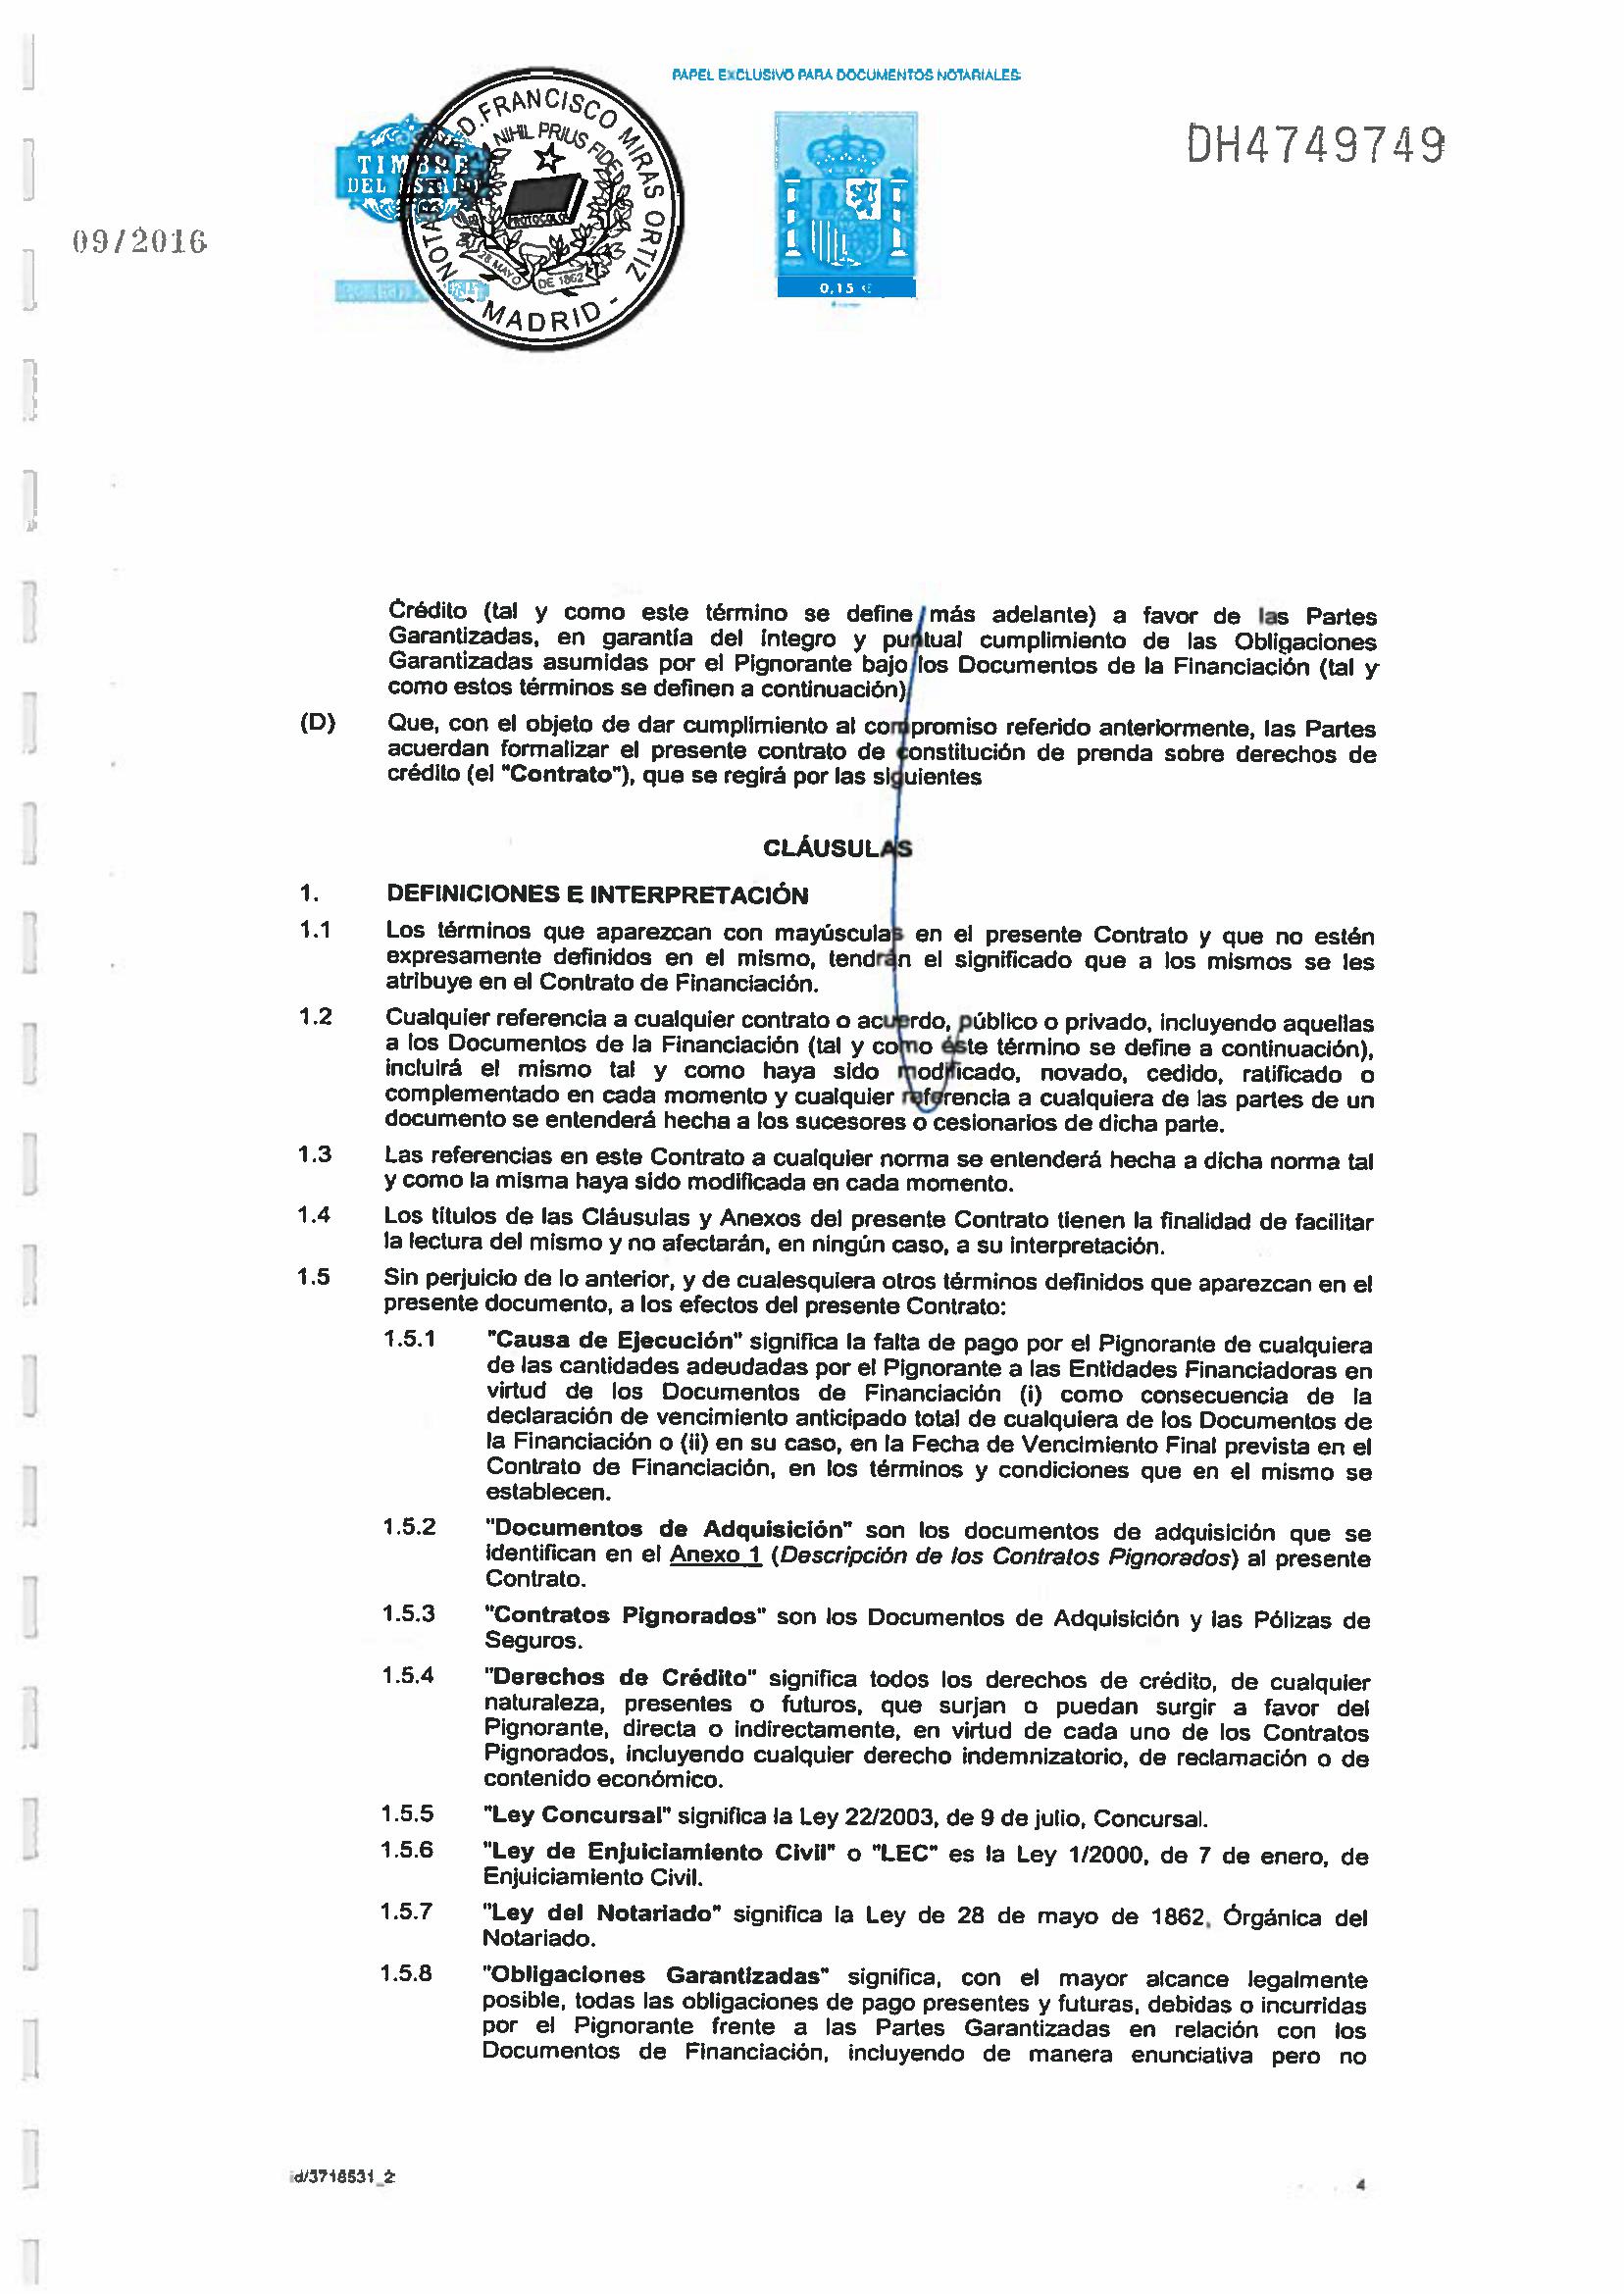 PAPEL EXCLUSIVO PARA DOCUMENTOS NOTARIALES
DH4749749
TIMBRE
DEL ESTADO
NOTARIA DE D. FRANCISCO MIRAS ORTIZ
NIHIL PRIUS FIDE
PROTOCOLOS
28 MAYO DE 1862
- MADRID -
0,15 €
09/2016
Crédito (tal y como este término se define más adelante) a favor de las Partes
Garantizadas, en garantía del íntegro y puntual cumplimiento de las Obligaciones
Garantizadas asumidas por el Pignorante bajo los Documentos de la Financiación (tal y
como estos términos se definen a continuación)
(D) Que, con el objeto de dar cumplimiento al compromiso referido anteriormente, las Partes
acuerdan formalizar el presente contrato de constitución de prenda sobre derechos de
crédito (el "Contrato"), que se regirá por las siguientes
CLÁUSULAS
1. DEFINICIONES E INTERPRETACIÓN
1.1 Los términos que aparezcan con mayúsculas en el presente Contrato y que no estén
expresamente definidos en el mismo, tendrán el significado que a los mismos se les
atribuye en el Contrato de Financiación.
1.2 Cualquier referencia a cualquier contrato o acuerdo, público o privado, incluyendo aquellas
a los Documentos de la Financiación (tal y como éste término se define a continuación),
incluirá el mismo tal y como haya sido modificado, novado, cedido, ratificado o
complementado en cada momento y cualquier referencia a cualquiera de las partes de un
documento se entenderá hecha a los sucesores o cesionarios de dicha parte.
1.3 Las referencias en este Contrato a cualquier norma se entenderá hecha a dicha norma tal
y como la misma haya sido modificada en cada momento.
1.4 Los títulos de las Cláusulas y Anexos del presente Contrato tienen la finalidad de facilitar
la lectura del mismo y no afectarán, en ningún caso, a su interpretación.
1.5 Sin perjuicio de lo anterior, y de cualesquiera otros términos definidos que aparezcan en el
presente documento, a los efectos del presente Contrato:
1.5.1 "Causa de Ejecución" significa la falta de pago por el Pignorante de cualquiera
de las cantidades adeudadas por el Pignorante a las Entidades Financiadoras en
virtud de los Documentos de Financiación (i) como consecuencia de la
declaración de vencimiento anticipado total de cualquiera de los Documentos de
la Financiación o (ii) en su caso, en la Fecha de Vencimiento Final prevista en el
Contrato de Financiación, en los términos y condiciones que en el mismo se
establecen.
1.5.2 "Documentos de Adquisición" son los documentos de adquisición que se
identifican en el Anexo 1 (Descripción de los Contratos Pignorados) al presente
Contrato.
1.5.3 "Contratos Pignorados" son los Documentos de Adquisición y las Pólizas de
Seguros.
1.5.4 "Derechos de Crédito" significa todos los derechos de crédito, de cualquier
naturaleza, presentes o futuros, que surjan o puedan surgir a favor del
Pignorante, directa o indirectamente, en virtud de cada uno de los Contratos
Pignorados, incluyendo cualquier derecho indemnizatorio, de reclamación o de
contenido económico.
1.5.5 "Ley Concursal" significa la Ley 22/2003, de 9 de julio, Concursal.
1.5.6 "Ley de Enjuiciamiento Civil" o "LEC" es la Ley 1/2000, de 7 de enero, de
Enjuiciamiento Civil.
1.5.7 "Ley del Notariado" significa la Ley de 28 de mayo de 1862, Órgánica del
Notariado.
1.5.8 "Obligaciones Garantizadas" significa, con el mayor alcance legalmente
posible, todas las obligaciones de pago presentes y futuras, debidas o incurridas
por el Pignorante frente a las Partes Garantizadas en relación con los
Documentos de Financiación, incluyendo de manera enunciativa pero no
id/3718531_2
4